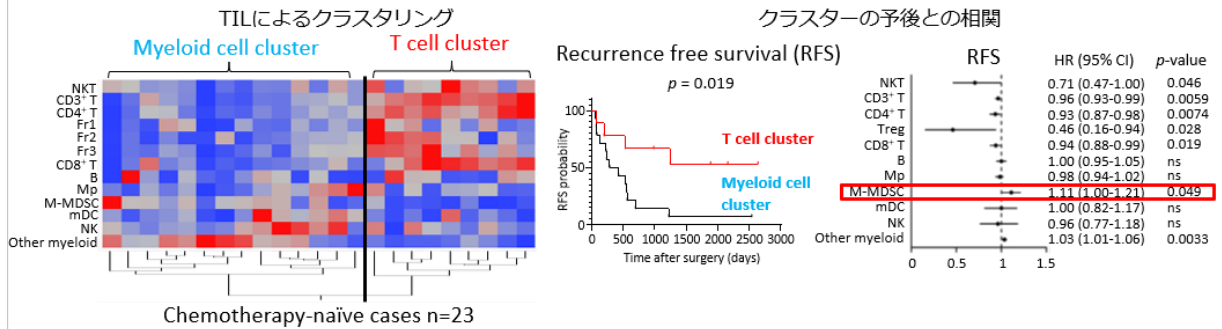 TILによるクラスタリング
Myeloid cell cluster
T cell cluster
NKT
CD3⁺ T
CD4⁺ T
Fr1
Fr2
Fr3
CD8⁺ T
B
Mp
M-MDSC
mDC
NK
Other myeloid
Chemotherapy-naïve cases n=23
クラスターの予後との相関
Recurrence free survival (RFS)
p = 0.019
RFS probability
100
50
0
T cell cluster
Myeloid cell
cluster
0 500 1000 1500 2000 2500 3000
Time after surgery (days)
RFS HR (95% CI) p-value
NKT 0.71 (0.47-1.00) 0.046
CD3⁺ T 0.96 (0.93-0.99) 0.0059
CD4⁺ T 0.93 (0.87-0.98) 0.0074
Treg 0.46 (0.16-0.94) 0.028
CD8⁺ T 0.94 (0.88-0.99) 0.019
B 1.00 (0.95-1.05) ns
Mp 0.98 (0.94-1.02) ns
M-MDSC 1.11 (1.00-1.21) 0.049
mDC 1.00 (0.82-1.17) ns
NK 0.96 (0.77-1.18) ns
Other myeloid 1.03 (1.01-1.06) 0.0033
0 0.5 1 1.5